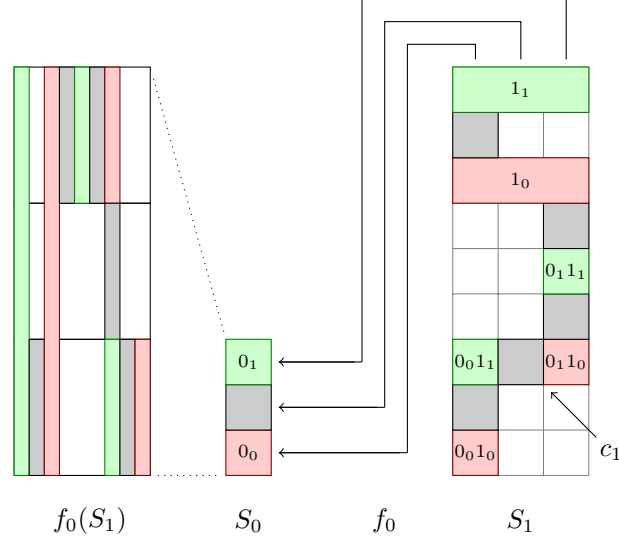 1₁
1₀
0₁1₁
0₁ 0₀1₁ 0₁1₀
0₀ 0₀1₀ c₁
f₀(S₁) S₀ f₀ S₁